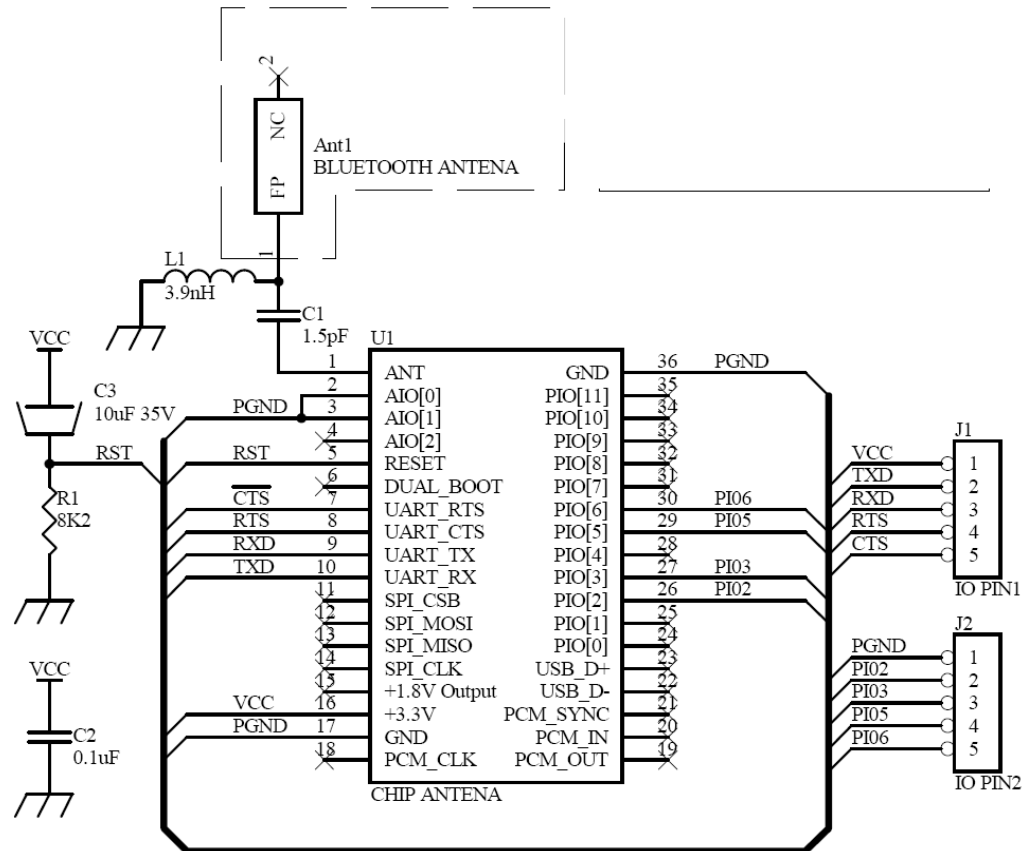 2
NC
FP
1
Ant1
BLUETOOTH ANTENA
L1
3.9nH
C1
1.5pF
VCC
C3
10uF 35V
RST
R1
8K2
VCC
C2
0.1uF
U1
1 ANT
2 AIO[0]
PGND 3 AIO[1]
4 AIO[2]
RST 5 RESET
6 DUAL_BOOT
CTS 7 UART_RTS
RTS 8 UART_CTS
RXD 9 UART_TX
TXD 10 UART_RX
11 SPI_CSB
12 SPI_MOSI
13 SPI_MISO
14 SPI_CLK
15 +1.8V Output
VCC 16 +3.3V
PGND 17 GND
18 PCM_CLK
GND 36 PGND
PIO[11] 35
PIO[10] 34
PIO[9] 33
PIO[8] 32
PIO[7] 31
PIO[6] 30 PI06
PIO[5] 29 PI05
PIO[4] 28
PIO[3] 27 PI03
PIO[2] 26 PI02
PIO[1] 25
PIO[0] 24
USB_D+ 23
USB_D- 22
PCM_SYNC 21
PCM_IN 20
PCM_OUT 19
CHIP ANTENA
J1
VCC 1
TXD 2
RXD 3
RTS 4
CTS 5
IO PIN1
J2
PGND 1
PI02 2
PI03 3
PI05 4
PI06 5
IO PIN2